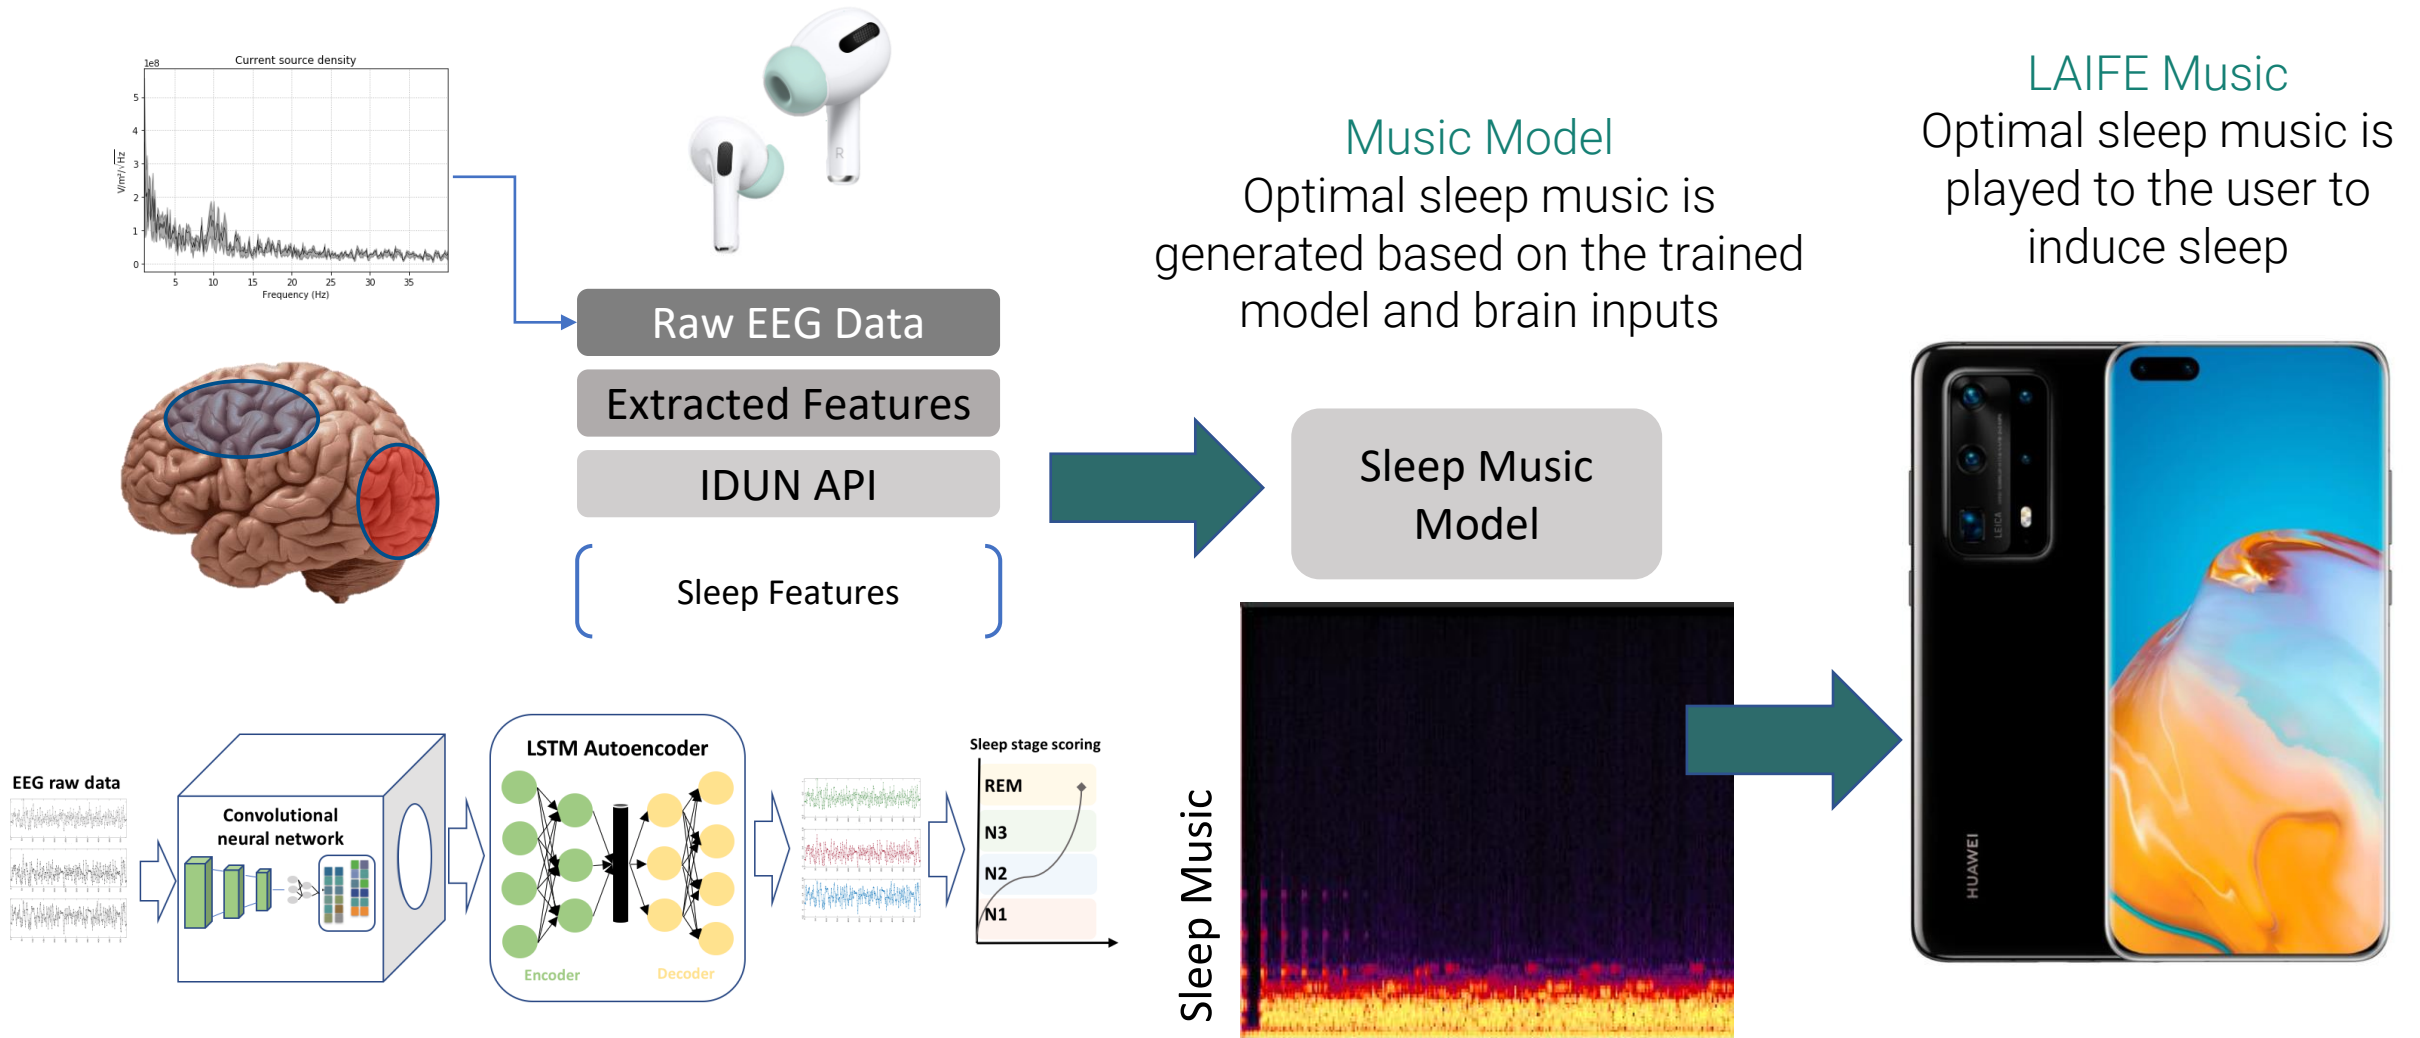 Current source density
1e8
5
4
3
2
1
0
V/m²/√Hz
5 10 15 20 25 30 35
Frequency (Hz)
R
Raw EEG Data
Extracted Features
IDUN API
Sleep Features
Music Model
Optimal sleep music is
generated based on the trained
model and brain inputs
Sleep Music
Model
LAIFE Music
Optimal sleep music is
played to the user to
induce sleep
LEICA
HUAWEI
EEG raw data
Convolutional
neural network
LSTM Autoencoder
Encoder
Decoder
Sleep stage scoring
REM
N3
N2
N1
Sleep Music